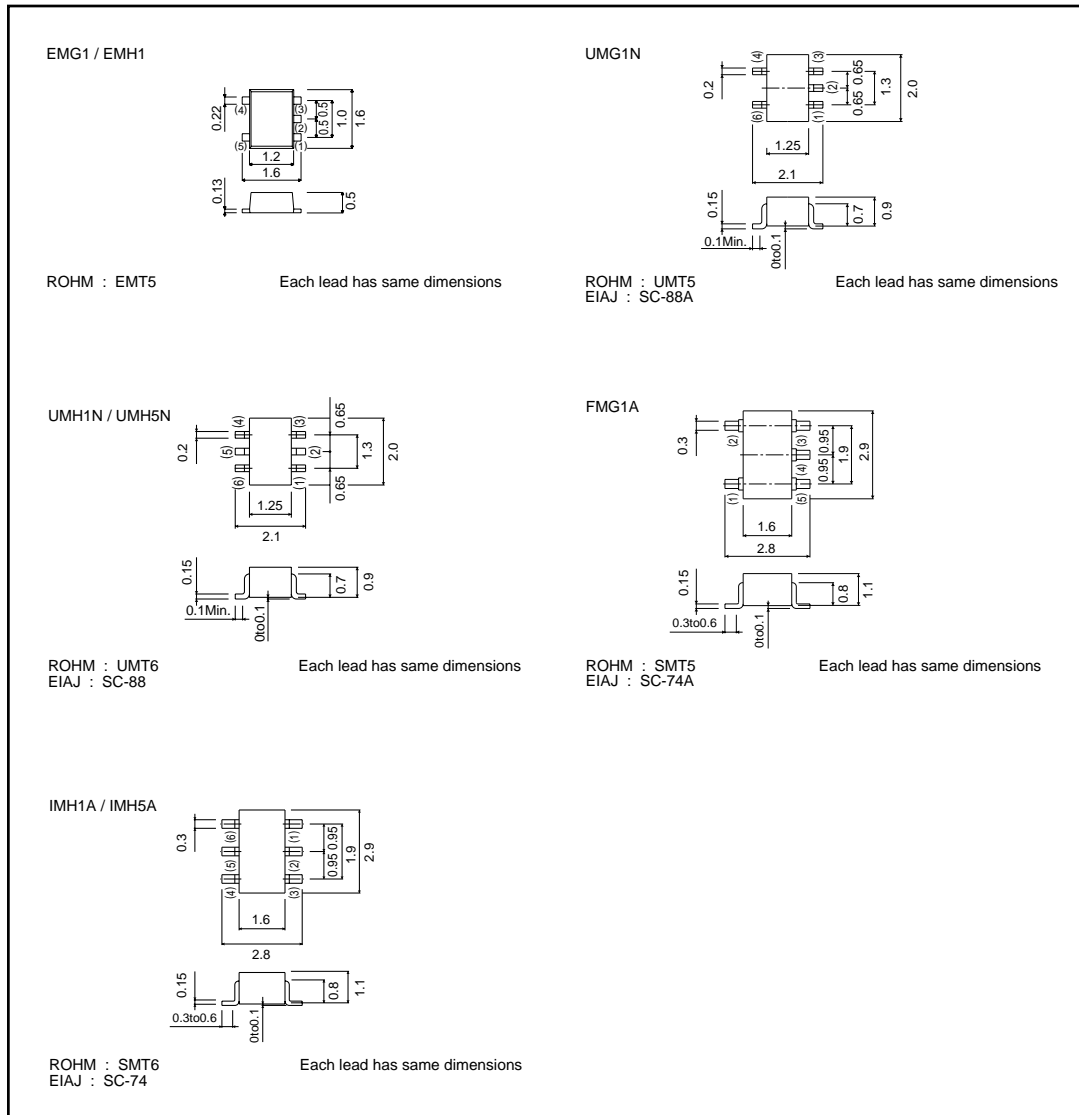 EMG1 / EMH1
0.22
(4)
(3)
(2)
(5)
(1)
0.5
0.5
1.0
1.6
1.2
1.6
0.13
0.5
ROHM : EMT5
Each lead has same dimensions
UMG1N
(4)
(3)
0.2
(2)
0.65
0.65
1.3
2.0
(6)
(1)
1.25
2.1
0.15
0.7
0.9
0.1Min.
0to0.1
ROHM : UMT5
EIAJ : SC-88A
Each lead has same dimensions
UMH1N / UMH5N
(4)
(3)
0.65
0.2
(5)
(2)
1.3
2.0
(6)
(1)
0.65
1.25
2.1
0.15
0.7
0.9
0.1Min.
0to0.1
ROHM : UMT6
EIAJ : SC-88
Each lead has same dimensions
FMG1A
0.3
(2)
(3)
0.95
0.95
1.9
2.9
(4)
(1)
(5)
1.6
2.8
0.15
0.8
1.1
0.3to0.6
0to0.1
ROHM : SMT5
EIAJ : SC-74A
Each lead has same dimensions
IMH1A / IMH5A
0.3
(6)
(1)
0.95
0.95
1.9
2.9
(5)
(2)
(4)
(3)
1.6
2.8
0.15
0.8
1.1
0.3to0.6
0to0.1
ROHM : SMT6
EIAJ : SC-74
Each lead has same dimensions